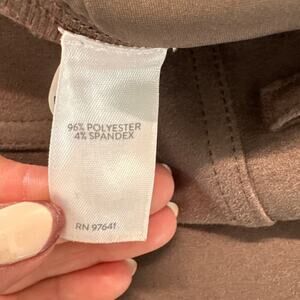 96% POLYESTER
4% SPANDEX
RN 97641